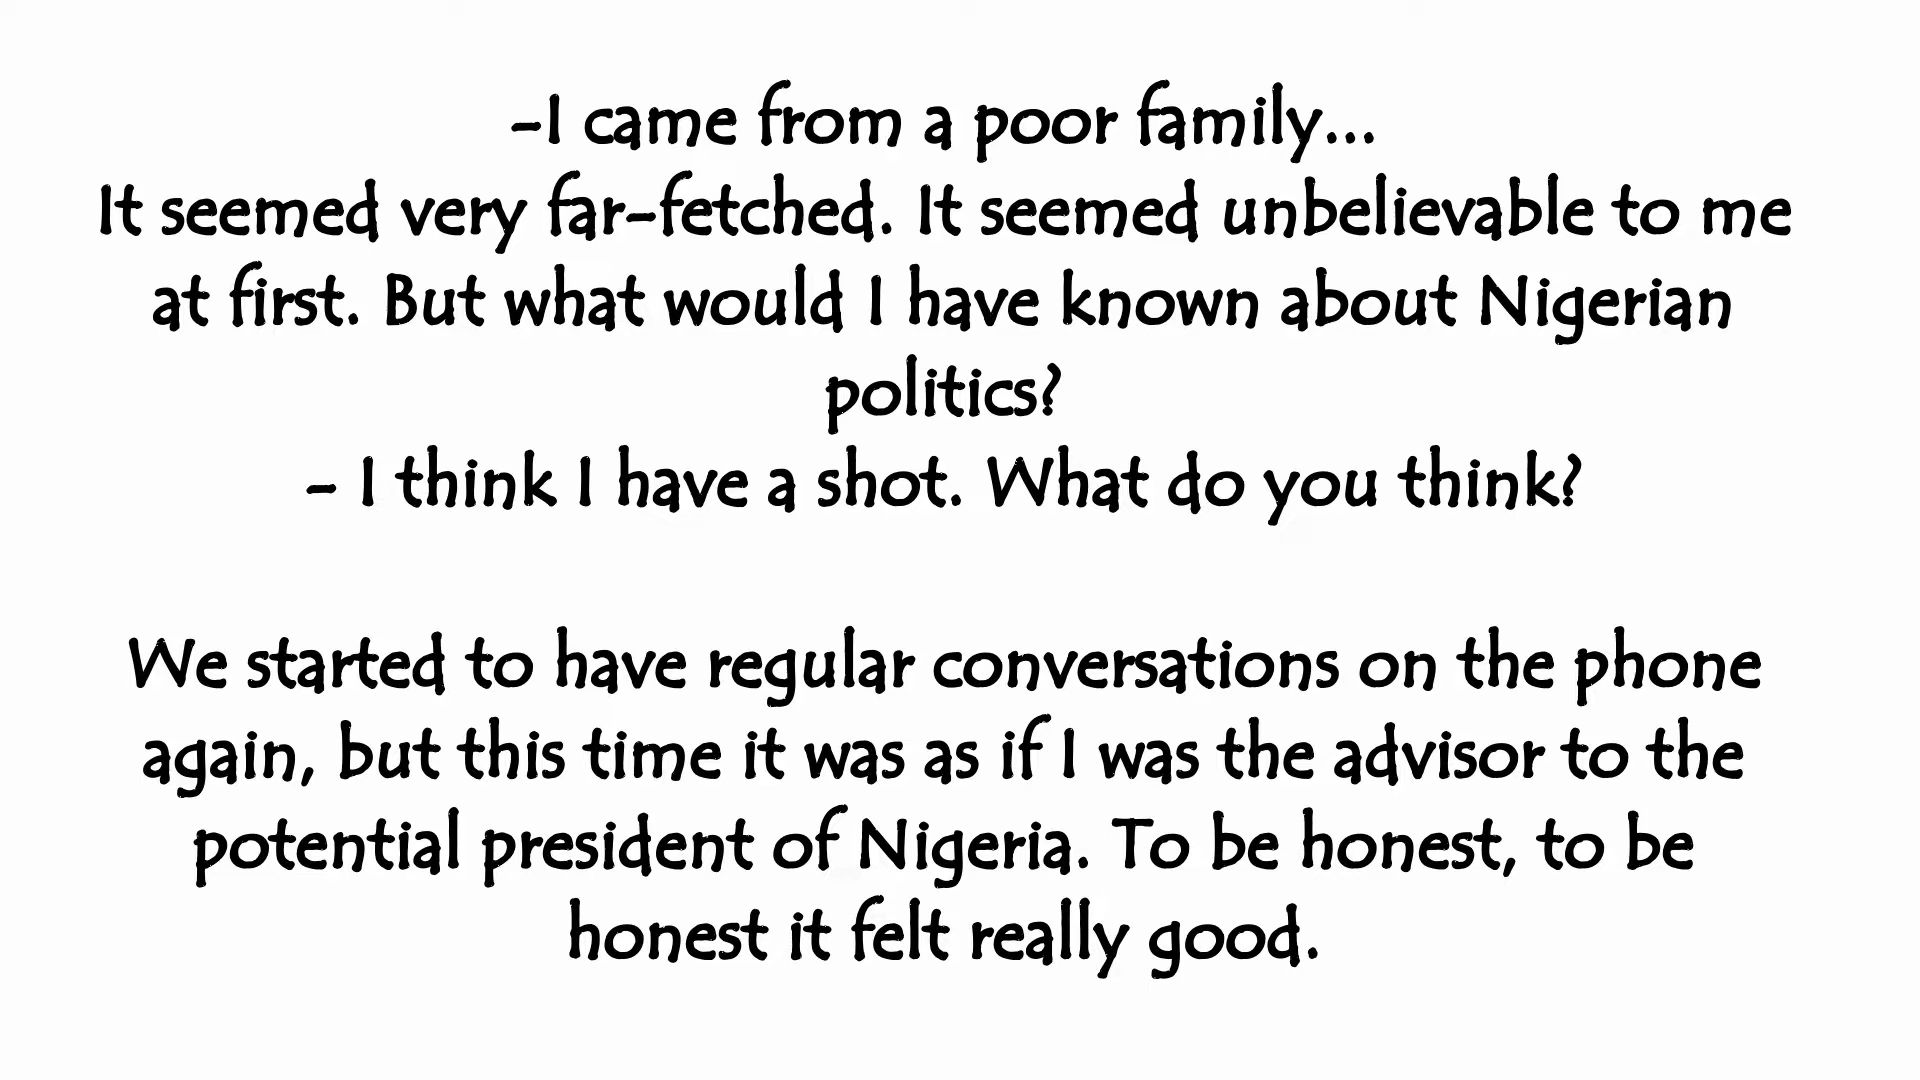 -I came from a poor family...
It seemed very far-fetched. It seemed unbelievable to me
at first. But what would I have known about Nigerian
politics?
- I think I have a shot. What do you think?
We started to have regular conversations on the phone
again, but this time it was as if I was the advisor to the
potential president of Nigeria. To be honest, to be
honest it felt really good.